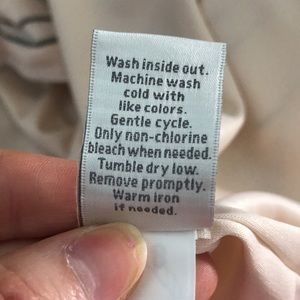 Wash inside out.
Machine wash
cold with
like colors.
Gentle cycle.
Only non-chlorine
bleach when needed.
Tumble dry low.
Remove promptly.
Warm iron
if needed.